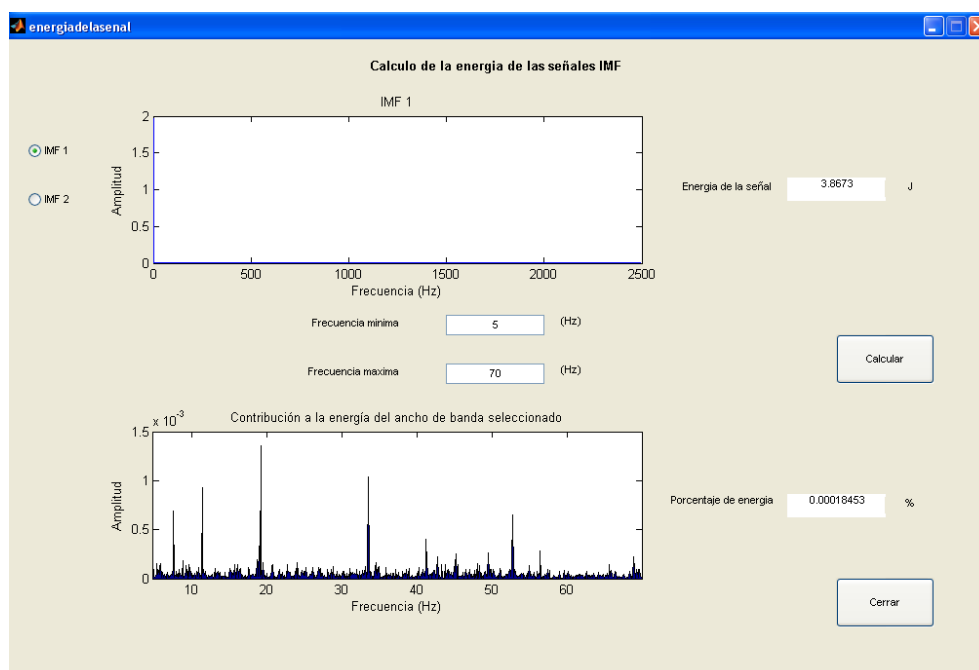 energiadelasenal
Calculo de la energia de las señales IMF
IMF 1
IMF 2
IMF 1
Amplitud
2
1.5
1
0.5
0
0 500 1000 1500 2000 2500
Frecuencia (Hz)
Energia de la señal 3.8673 J
Frecuencia minima 5 (Hz)
Frecuencia maxima 70 (Hz)
Calcular
x 10⁻³ Contribución a la energía del ancho de banda seleccionado
Amplitud
1.5
1
0.5
0
10 20 30 40 50 60
Frecuencia (Hz)
Porcentaje de energia 0.00018453 %
Cerrar